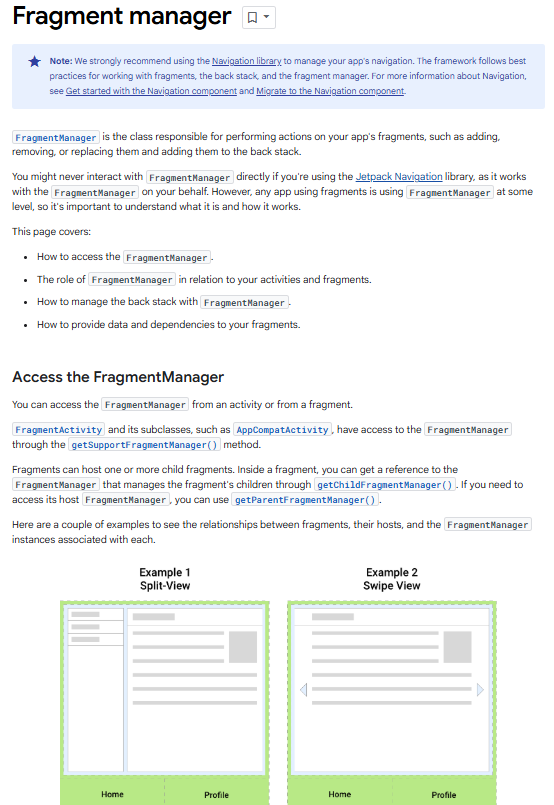 Fragment manager
Note: We strongly recommend using the Navigation library to manage your app's navigation. The framework follows best
practices for working with fragments, the back stack, and the fragment manager. For more information about Navigation,
see Get started with the Navigation component and Migrate to the Navigation component.
FragmentManager is the class responsible for performing actions on your app's fragments, such as adding,
removing, or replacing them and adding them to the back stack.
You might never interact with FragmentManager directly if you're using the Jetpack Navigation library, as it works
with the FragmentManager on your behalf. However, any app using fragments is using FragmentManager at some
level, so it's important to understand what it is and how it works.
This page covers:
• How to access the FragmentManager.
• The role of FragmentManager in relation to your activities and fragments.
• How to manage the back stack with FragmentManager.
• How to provide data and dependencies to your fragments.
Access the FragmentManager
You can access the FragmentManager from an activity or from a fragment.
FragmentActivity and its subclasses, such as AppCompatActivity, have access to the FragmentManager
through the getSupportFragmentManager() method.
Fragments can host one or more child fragments. Inside a fragment, you can get a reference to the
FragmentManager that manages the fragment's children through getChildFragmentManager(). If you need to
access its host FragmentManager, you can use getParentFragmentManager().
Here are a couple of examples to see the relationships between fragments, their hosts, and the FragmentManager
instances associated with each.
Example 1
Split-View
Example 2
Swipe View
Home Profile
Home Profile